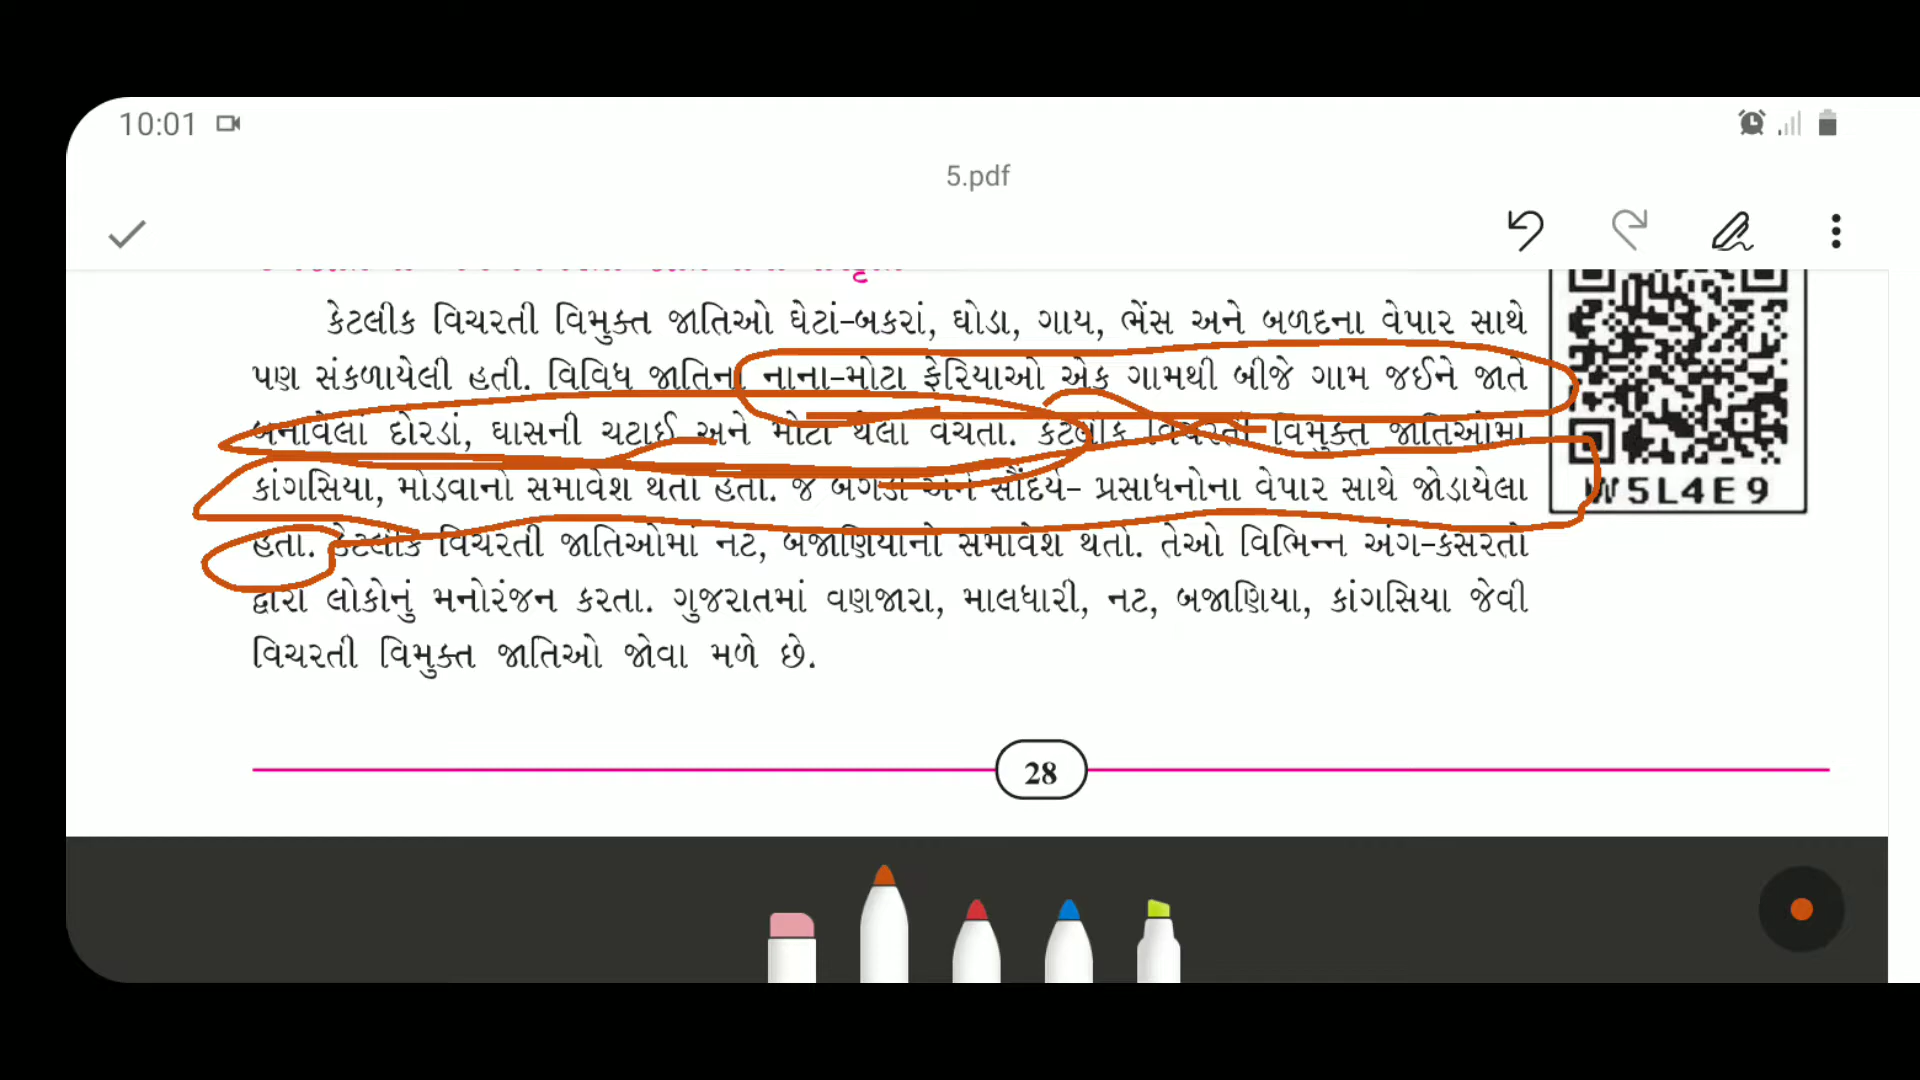 10:01
5.pdf
કેટલીક વિચરતી વિમુક્ત જાતિઓ ઘેટાં-બકરાં, ઘોડા, ગાય, ભેંસ અને બળદના વેપાર સાથે
પણ સંકળાયેલી હતી. વિવિધ જાતિના નાના-મોટા ફેરિયાઓ એક ગામથી બીજે ગામ જઈને જાતે
બનાવેલાં દોરડાં, ઘાસની ચટાઈ અને મોટા થેલા વેચતા. કેટલીક વિચરતી વિમુક્ત જાતિઓમાં
કાંગસિયા, મોડવાનો સમાવેશ થતો હતો. જે બંગડી અને સૌંદર્ય- પ્રસાધનોના વેપાર સાથે જોડાયેલા
હતા. કેટલીક વિચરતી જાતિઓમાં નટ, બજાણિયાનો સમાવેશ થતો. તેઓ વિભિન્ન અંગ-કસરતો
દ્વારા લોકોનું મનોરંજન કરતા. ગુજરાતમાં વણજારા, માલધારી, નટ, બજાણિયા, કાંગસિયા જેવી
વિચરતી વિમુક્ત જાતિઓ જોવા મળે છે.
W5L4E9
28